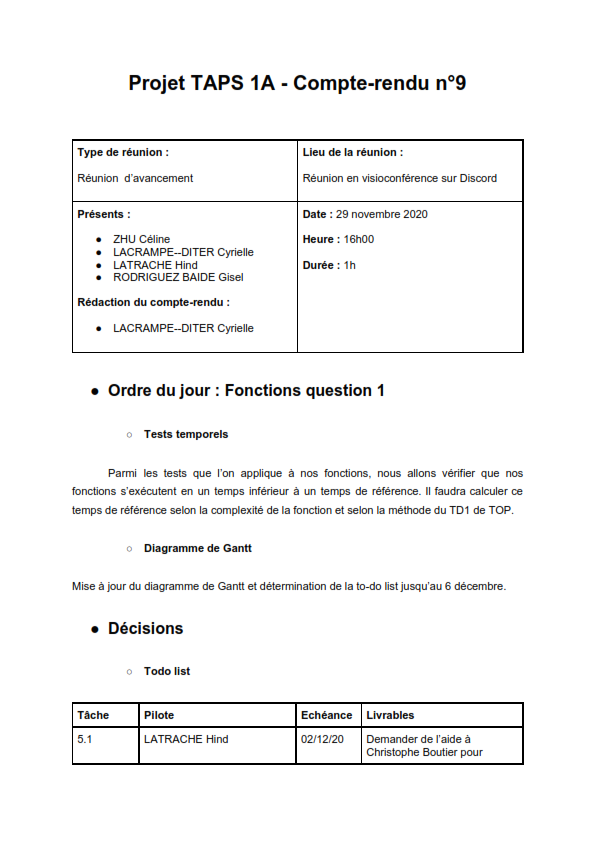 Projet TAPS 1A - Compte-rendu n°9
Type de réunion :
Réunion d'avancement
Lieu de la réunion :
Réunion en visioconférence sur Discord
Présents :
● ZHU Céline
● LACRAMPE--DITER Cyrielle
● LATRACHE Hind
● RODRIGUEZ BAIDE Gisel
Rédaction du compte-rendu :
● LACRAMPE--DITER Cyrielle
Date : 29 novembre 2020
Heure : 16h00
Durée : 1h
● Ordre du jour : Fonctions question 1
○ Tests temporels
Parmi les tests que l'on applique à nos fonctions, nous allons vérifier que nos
fonctions s'exécutent en un temps inférieur à un temps de référence. Il faudra calculer ce
temps de référence selon la complexité de la fonction et selon la méthode du TD1 de TOP.
○ Diagramme de Gantt
Mise à jour du diagramme de Gantt et détermination de la to-do list jusqu'au 6 décembre.
● Décisions
○ Todo list
Tâche Pilote Echéance Livrables
5.1 LATRACHE Hind 02/12/20 Demander de l'aide à
Christophe Boutier pour